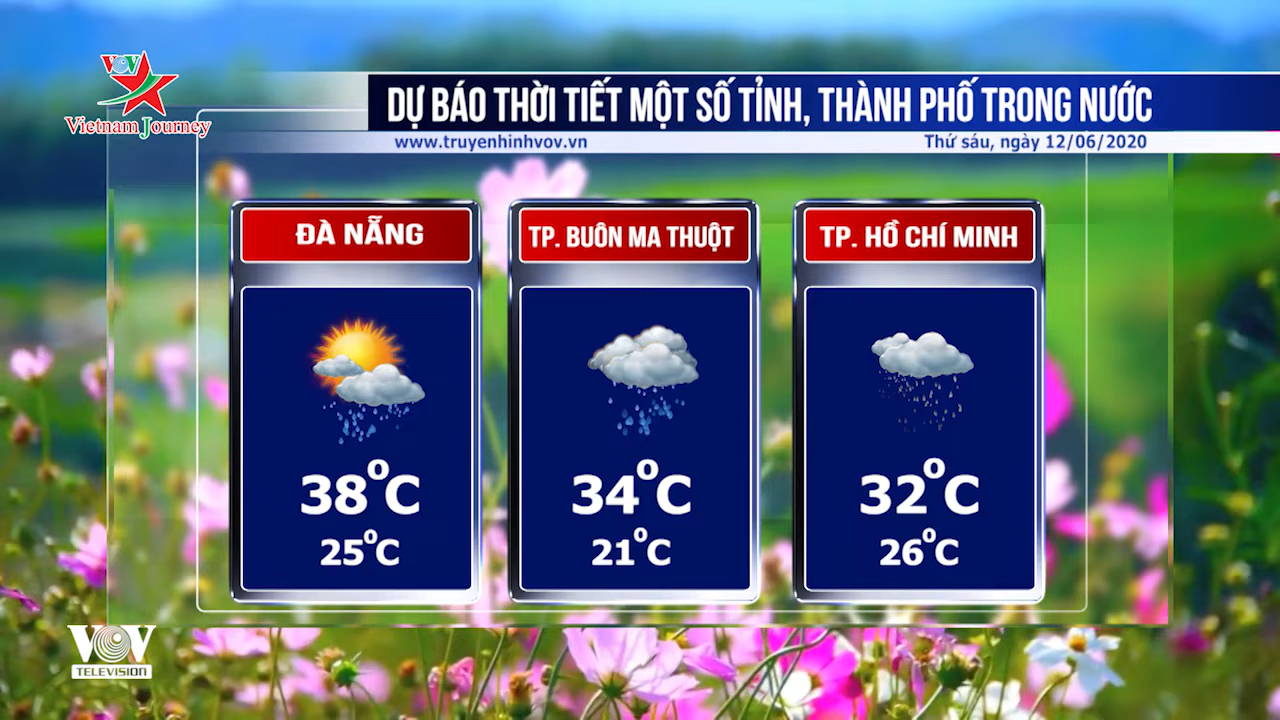 VOV
Vietnam Journey
DỰ BÁO THỜI TIẾT MỘT SỐ TỈNH, THÀNH PHỐ TRONG NƯỚC
www.truyenhinhvov.vn
Thứ sáu, ngày 12/06/2020
ĐÀ NẴNG
38°C
25°C
TP. BUÔN MA THUỘT
34°C
21°C
TP. HỒ CHÍ MINH
32°C
26°C
VOV
TELEVISION